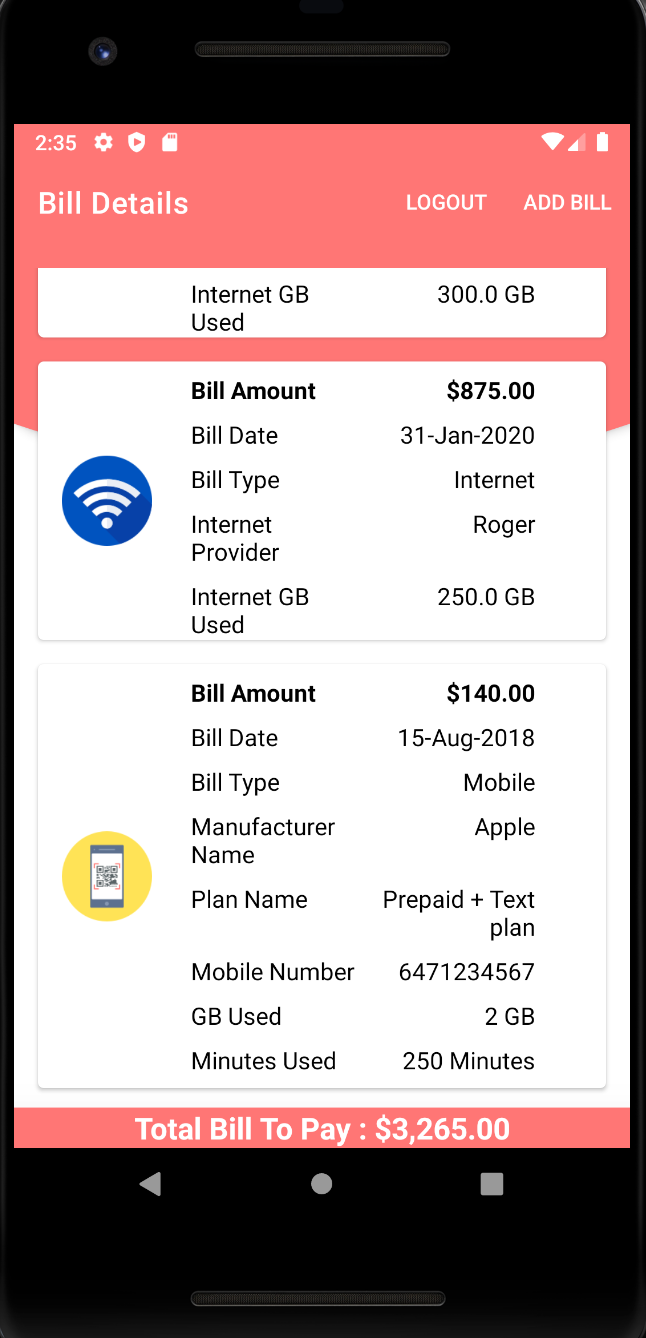 2:35
Bill Details LOGOUT ADD BILL
Internet GB 300.0 GB
Used
Bill Amount $875.00
Bill Date 31-Jan-2020
Bill Type Internet
Internet Roger
Provider
Internet GB 250.0 GB
Used
Bill Amount $140.00
Bill Date 15-Aug-2018
Bill Type Mobile
Manufacturer Apple
Name
Plan Name Prepaid + Text
plan
Mobile Number 6471234567
GB Used 2 GB
Minutes Used 250 Minutes
Total Bill To Pay : $3,265.00